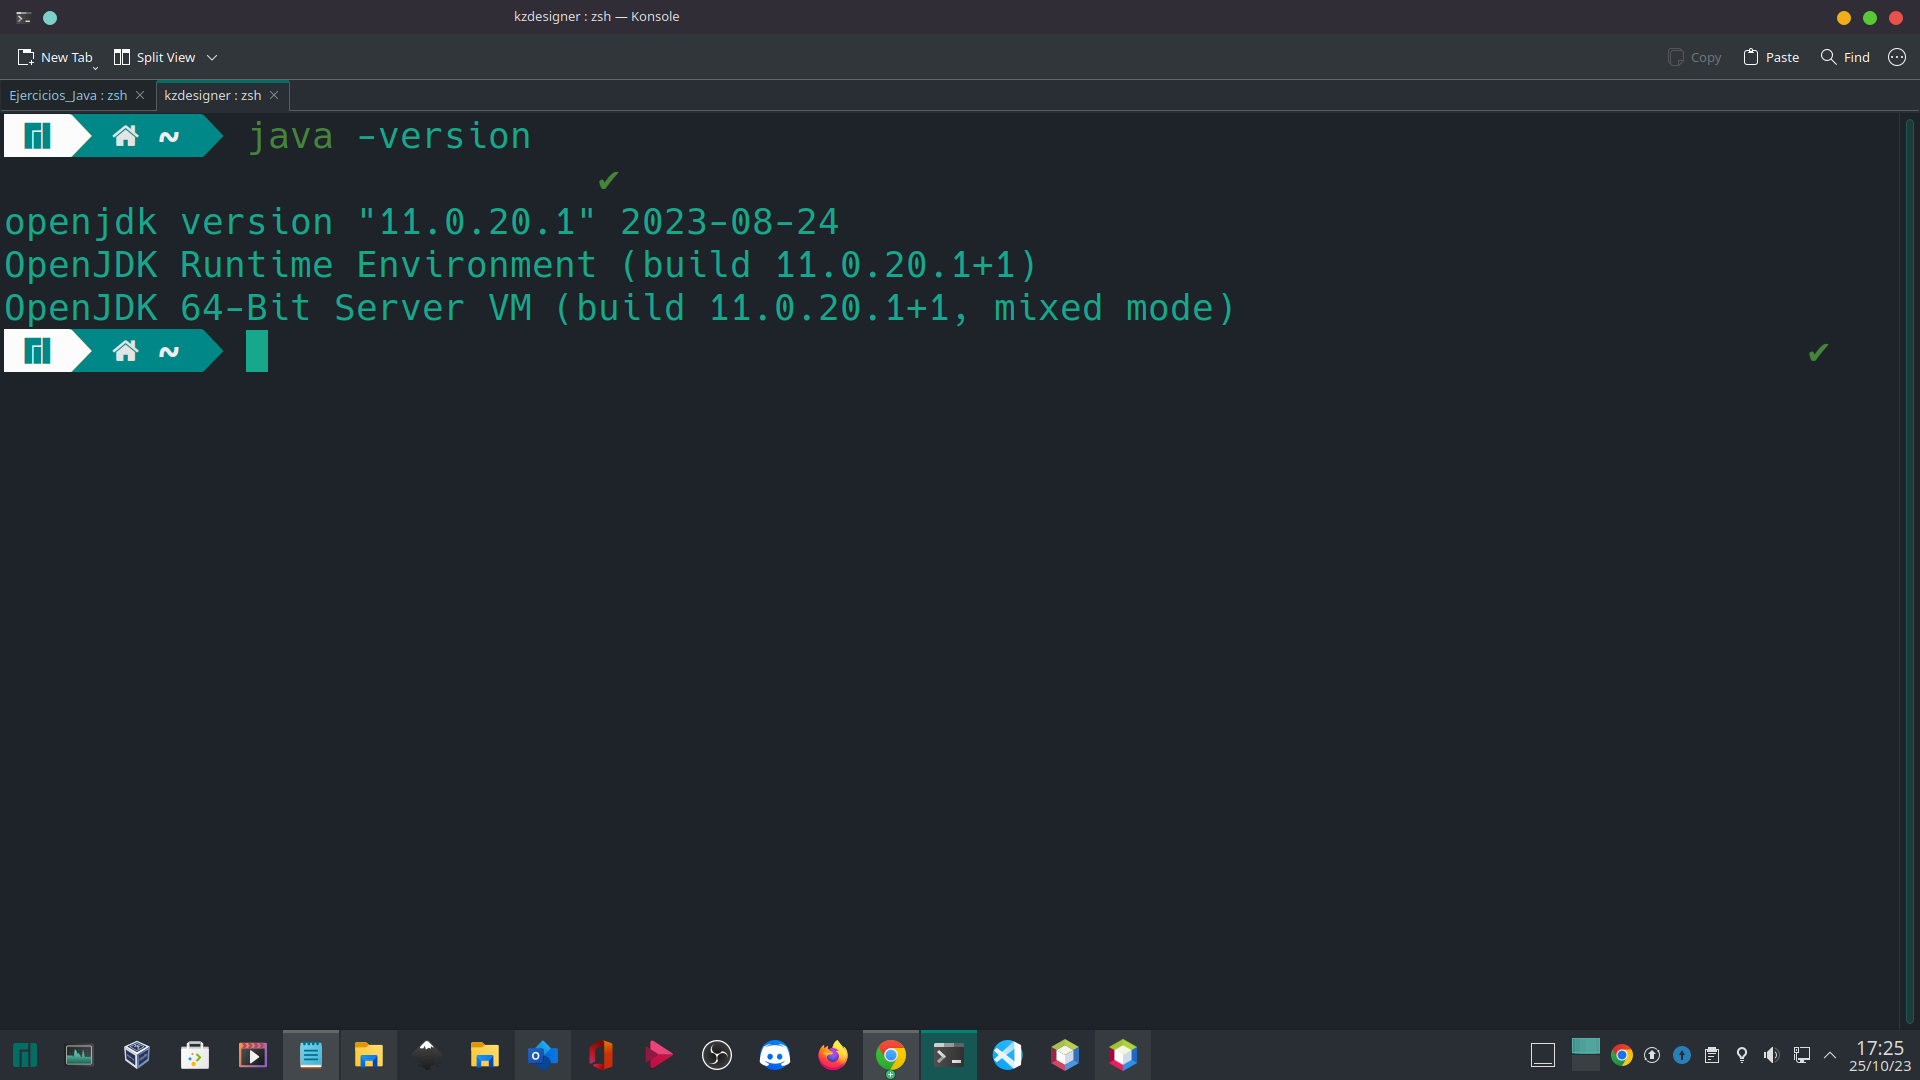 kzdesigner : zsh — Konsole
New Tab Split View Copy Paste Find
Ejercicios_Java : zsh kzdesigner : zsh
~ java -version
✔
openjdk version "11.0.20.1" 2023-08-24
OpenJDK Runtime Environment (build 11.0.20.1+1)
OpenJDK 64-Bit Server VM (build 11.0.20.1+1, mixed mode)
~ ✔
17:25
25/10/23